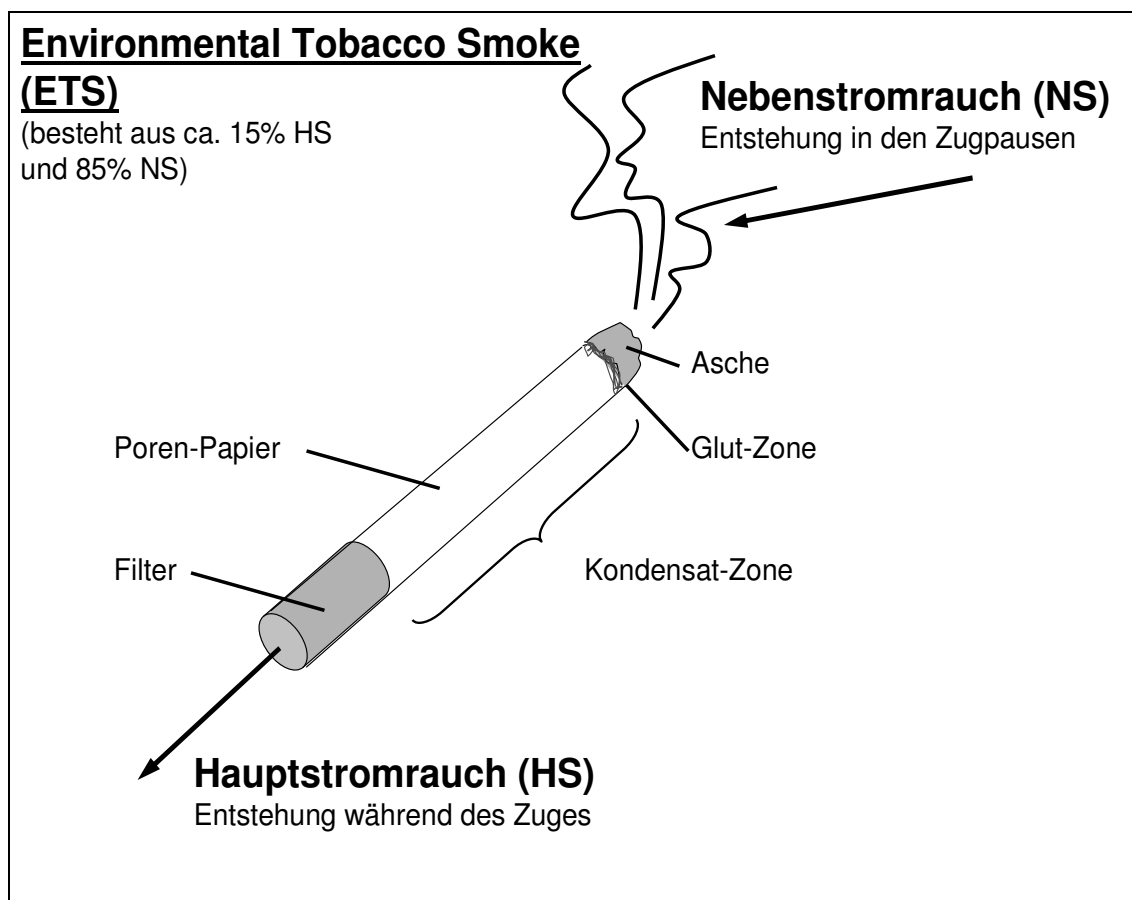 Environmental Tobacco Smoke
(ETS)
(besteht aus ca. 15% HS
und 85% NS)
Nebenstromrauch (NS)
Entstehung in den Zugpausen
Asche
Poren-Papier
Glut-Zone
Filter
Kondensat-Zone
Hauptstromrauch (HS)
Entstehung während des Zuges